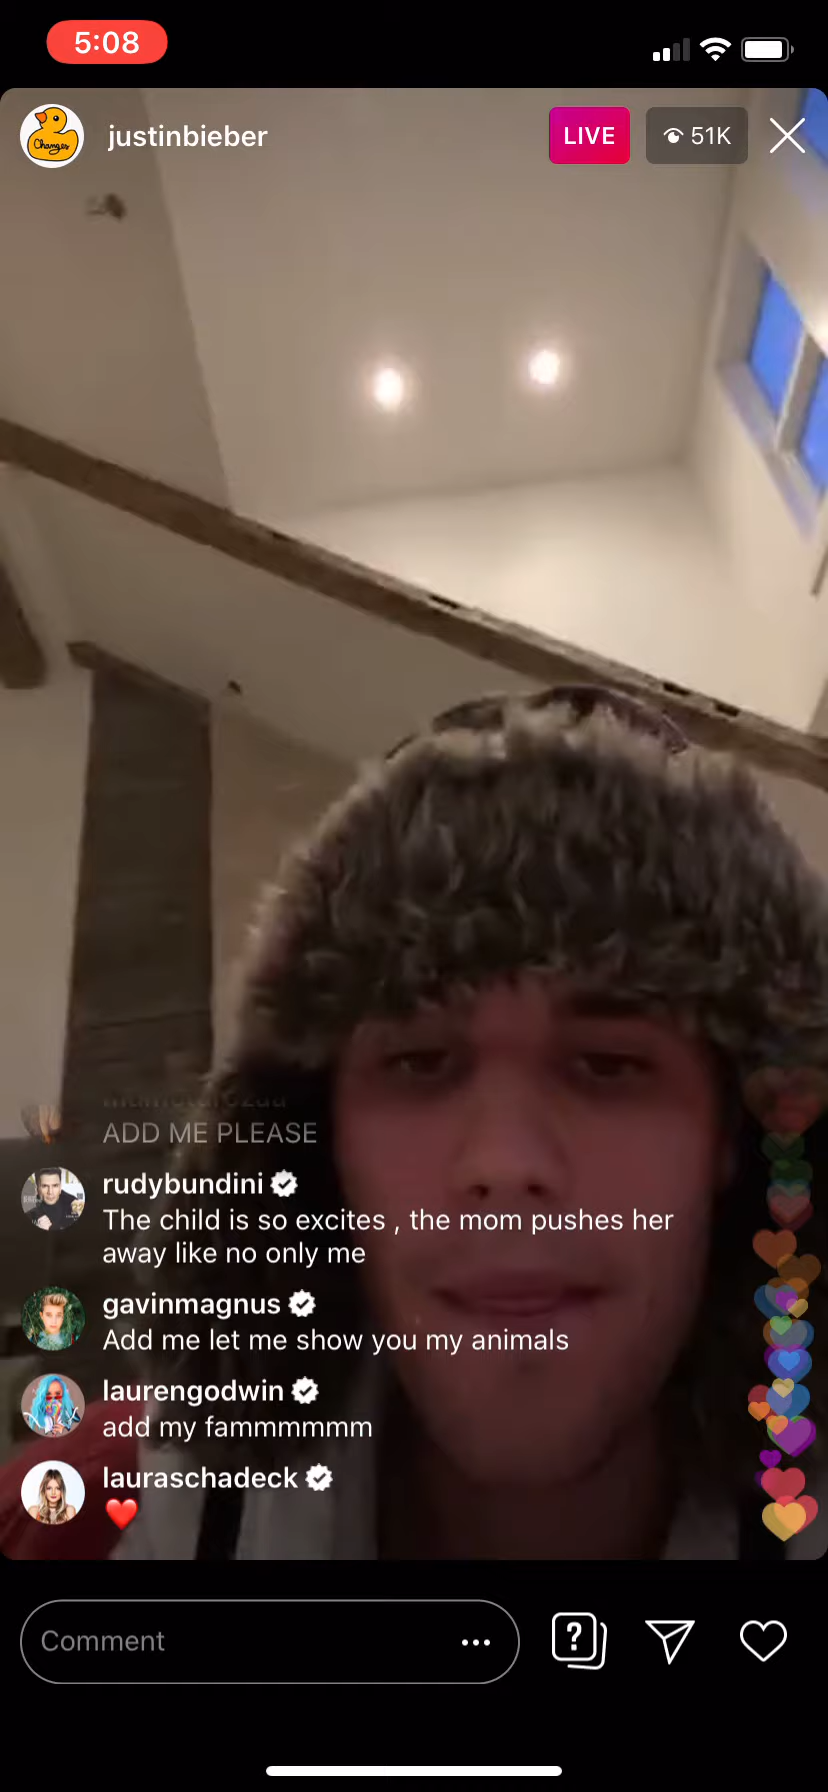 5:08
Changes
justinbieber
LIVE
51K
ADD ME PLEASE
rudybundini
The child is so excites , the mom pushes her
away like no only me
gavinmagnus
Add me let me show you my animals
laurengodwin
add my fammmmmm
lauraschadeck
❤️
Comment